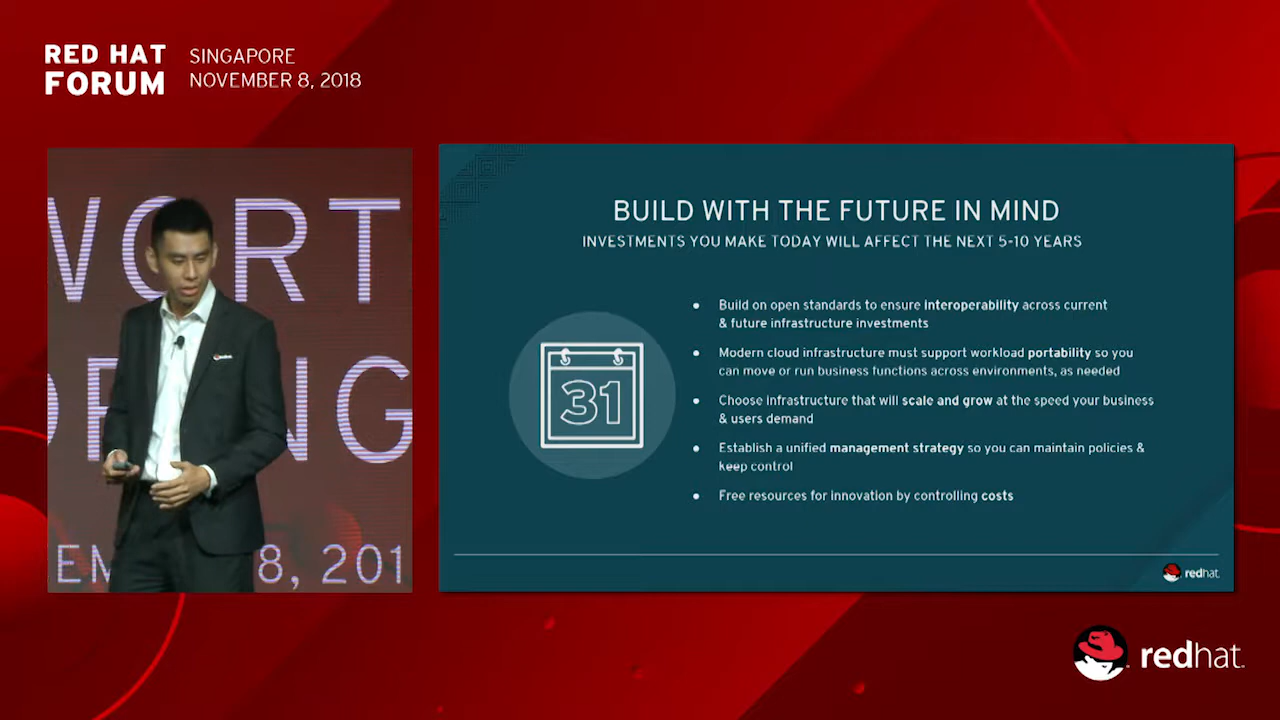 RED HAT
FORUM
SINGAPORE
NOVEMBER 8, 2018
WORT
NG
8, 201
BUILD WITH THE FUTURE IN MIND
INVESTMENTS YOU MAKE TODAY WILL AFFECT THE NEXT 5-10 YEARS
31
● Build on open standards to ensure interoperability across current
& future infrastructure investments
● Modern cloud infrastructure must support workload portability so you
can move or run business functions across environments, as needed
● Choose infrastructure that will scale and grow at the speed your business
& users demand
● Establish a unified management strategy so you can maintain policies &
keep control
● Free resources for innovation by controlling costs
redhat.
redhat.